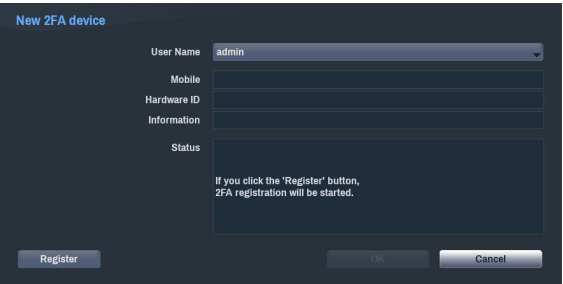 New 2FA device
User Name
admin
Mobile
Hardware ID
Information
Status
If you click the 'Register' button,
2FA registration will be started.
Register
OK
Cancel